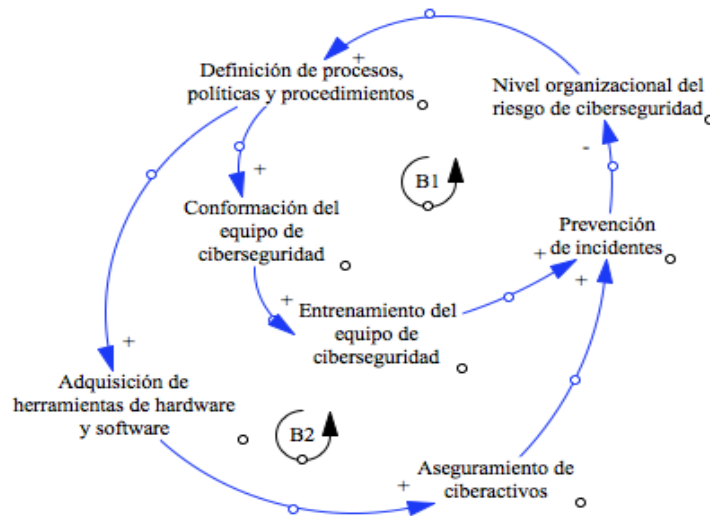 +
Definición de procesos,
políticas y procedimientos
Nivel organizacional del
riesgo de ciberseguridad
-
+
B1
Conformación del
equipo de
ciberseguridad
Prevención
de incidentes
+
+
+
Entrenamiento del
equipo de
ciberseguridad
+
Adquisición de
herramientas de hardware
y software
B2
Aseguramiento de
ciberactivos
+